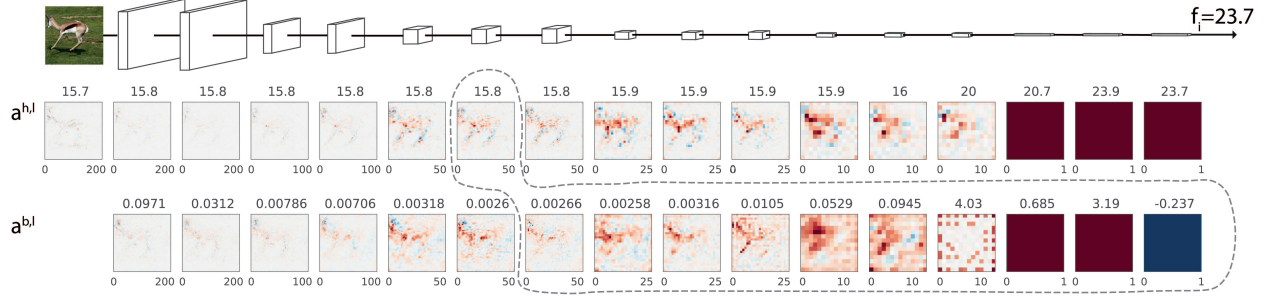 f_i=23.7
15.7 15.8 15.8 15.8 15.8 15.8 15.8 15.8 15.9 15.9 15.9 15.9 16 20 20.7 23.9 23.7
a^{h,l}
0 200 0 200 0 200 0 100 0 100 0 50 0 50 0 50 0 25 0 25 0 25 0 10 0 10 0 10 0 1 0 1 0 1
0.0971 0.0312 0.00786 0.00706 0.00318 0.0026 0.00266 0.00258 0.00316 0.0105 0.0529 0.0945 4.03 0.685 3.19 -0.237
a^{b,l}
0 200 0 200 0 100 0 100 0 50 0 50 0 50 0 25 0 25 0 25 0 10 0 10 0 10 0 1 0 1 0 1